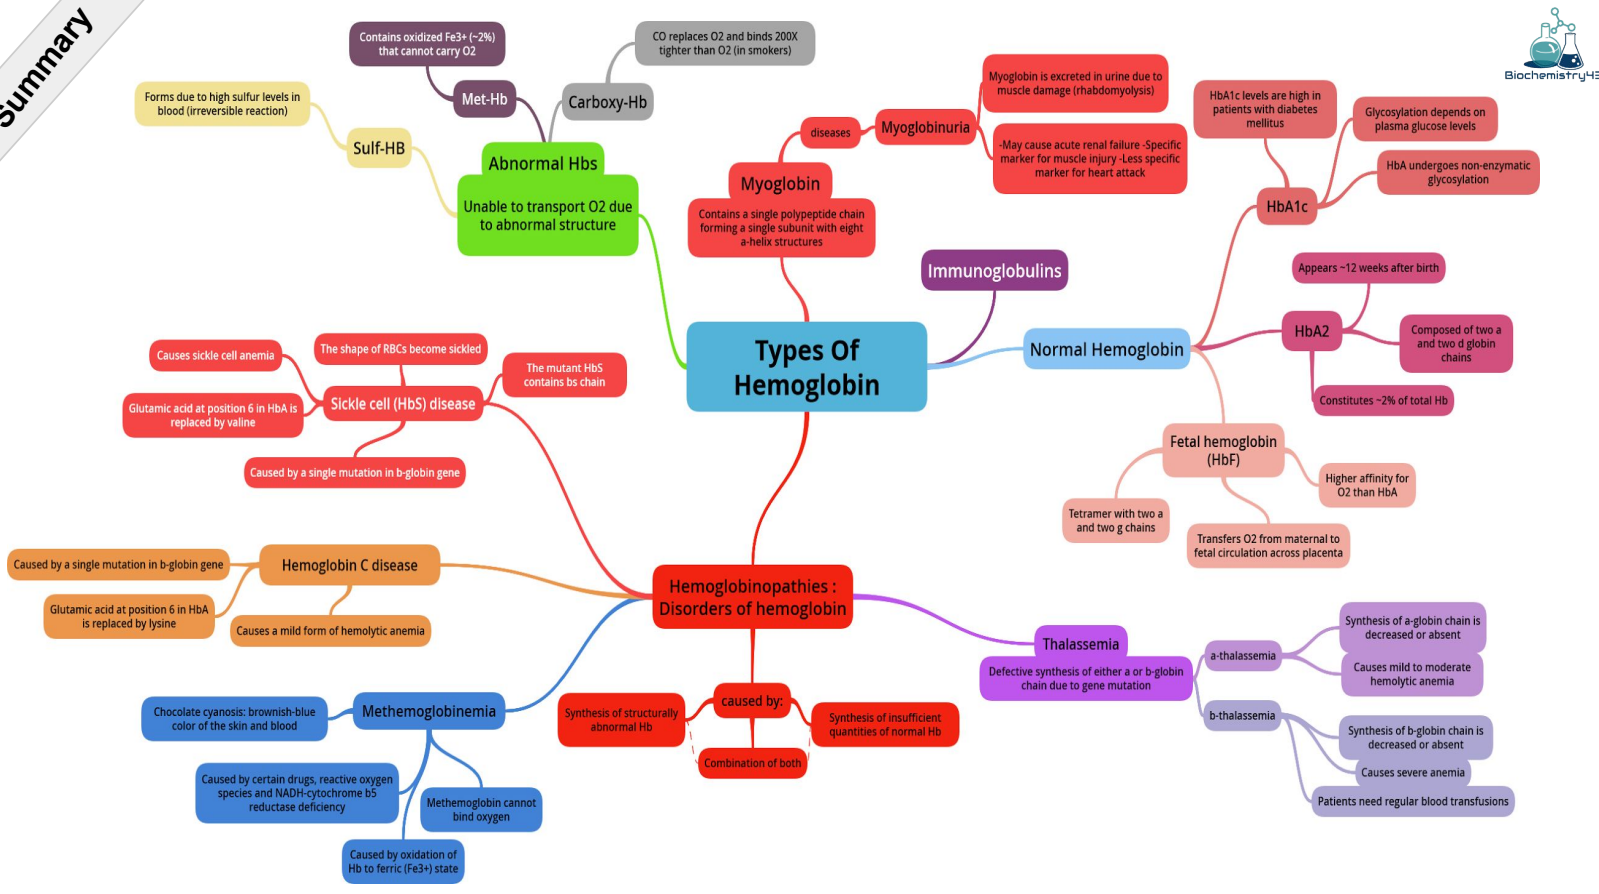 Summary
Biochemistry43
Contains oxidized Fe3+ (~2%)
that cannot carry O2
Met-Hb
CO replaces O2 and binds 200X
tighter than O2 (in smokers)
Carboxy-Hb
Forms due to high sulfur levels in
blood (irreversible reaction)
Sulf-HB
Abnormal Hbs
Unable to transport O2 due
to abnormal structure
Myoglobin is excreted in urine due to
muscle damage (rhabdomyolysis)
diseases
Myoglobinuria
-May cause acute renal failure -Specific
marker for muscle injury -Less specific
marker for heart attack
Myoglobin
Contains a single polypeptide chain
forming a single subunit with eight
a-helix structures
Immunoglobulins
Types Of
Hemoglobin
Normal Hemoglobin
HbA1c levels are high in
patients with diabetes
mellitus
Glycosylation depends on
plasma glucose levels
HbA undergoes non-enzymatic
glycosylation
HbA1c
Appears ~12 weeks after birth
HbA2
Composed of two a
and two d globin
chains
Constitutes ~2% of total Hb
Fetal hemoglobin
(HbF)
Higher affinity for
O2 than HbA
Tetramer with two a
and two g chains
Transfers O2 from maternal to
fetal circulation across placenta
Causes sickle cell anemia
The shape of RBCs become sickled
The mutant HbS
contains bs chain
Sickle cell (HbS) disease
Glutamic acid at position 6 in HbA is
replaced by valine
Caused by a single mutation in b-globin gene
Hemoglobinopathies :
Disorders of hemoglobin
Caused by a single mutation in b-globin gene
Hemoglobin C disease
Glutamic acid at position 6 in HbA
is replaced by lysine
Causes a mild form of hemolytic anemia
Methemoglobinemia
Chocolate cyanosis: brownish-blue
color of the skin and blood
Caused by certain drugs, reactive oxygen
species and NADH-cytochrome b5
reductase deficiency
Methemoglobin cannot
bind oxygen
Caused by oxidation of
Hb to ferric (Fe3+) state
caused by:
Synthesis of structurally
abnormal Hb
Synthesis of insufficient
quantities of normal Hb
Combination of both
Thalassemia
Defective synthesis of either a or b-globin
chain due to gene mutation
a-thalassemia
Synthesis of a-globin chain is
decreased or absent
Causes mild to moderate
hemolytic anemia
b-thalassemia
Synthesis of b-globin chain is
decreased or absent
Causes severe anemia
Patients need regular blood transfusions